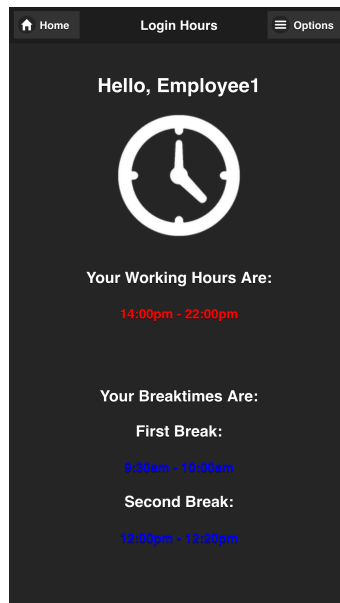 Home
Login Hours
Options
Hello, Employee1
Your Working Hours Are:
14:00pm - 22:00pm
Your Breaktimes Are:
First Break:
9:30am - 10:00am
Second Break:
12:00pm - 12:30pm